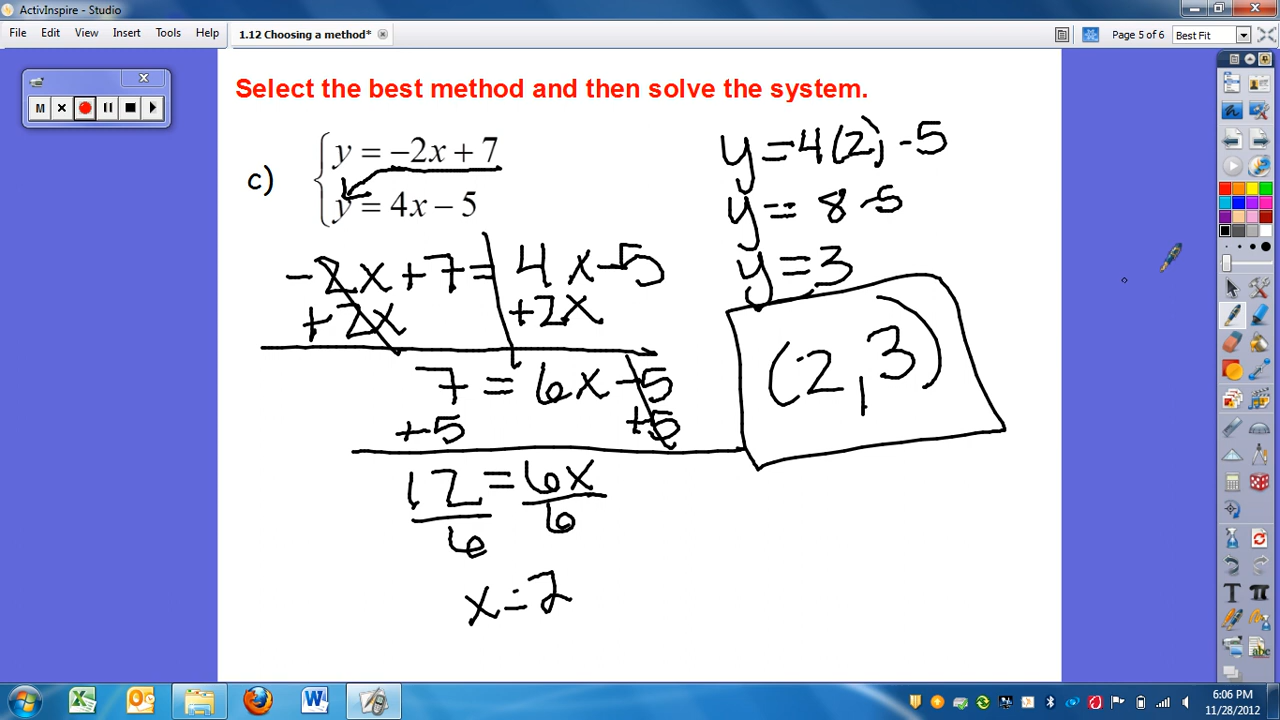 ActivInspire - Studio
File Edit View Insert Tools Help
1.12 Choosing a method*
Page 5 of 6
Best Fit
M
Select the best method and then solve the system.
c)
y = −2x + 7
y = 4x − 5
-2x +7 = 4x -5
+2x +2x
7 = 6x -5
+5 +5
12 = 6x
6 6
x = 2
y = 4(2) - 5
y = 8 - 5
y = 3
(2, 3)
6:06 PM
11/28/2012